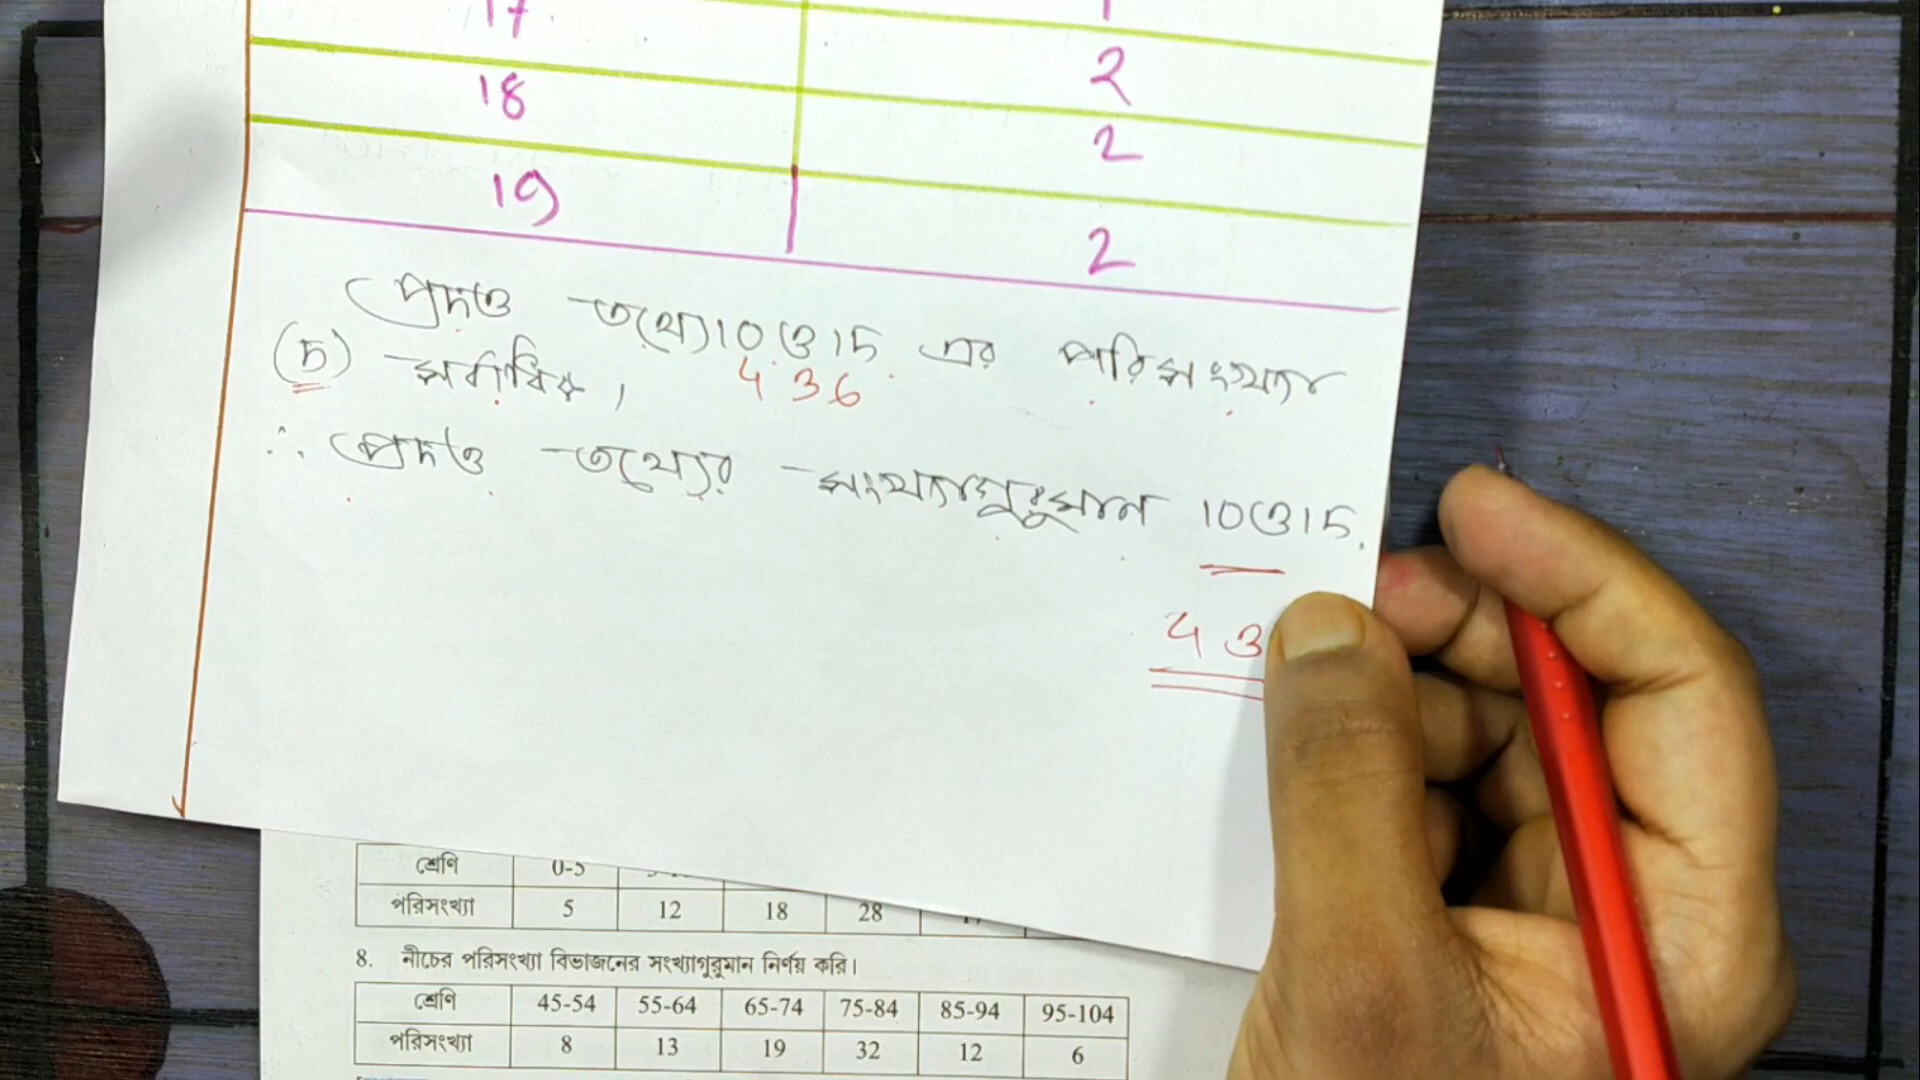 17
2
18
2
19
2
প্রদত্ত তথ্যে 10 ও 15 এর পরিসংখ্যা
(5) সর্বাধিক, 4 3 6
∴ প্রদত্ত তথ্যের সংখ্যাগুরুমান 10 ও 15.
4 ও
শ্রেণি 0-5
পরিসংখ্যা 5 12 18 28
8. নীচের পরিসংখ্যা বিভাজনের সংখ্যাগুরুমান নির্ণয় করি।
শ্রেণি 45-54 55-64 65-74 75-84 85-94 95-104
পরিসংখ্যা 8 13 19 32 12 6